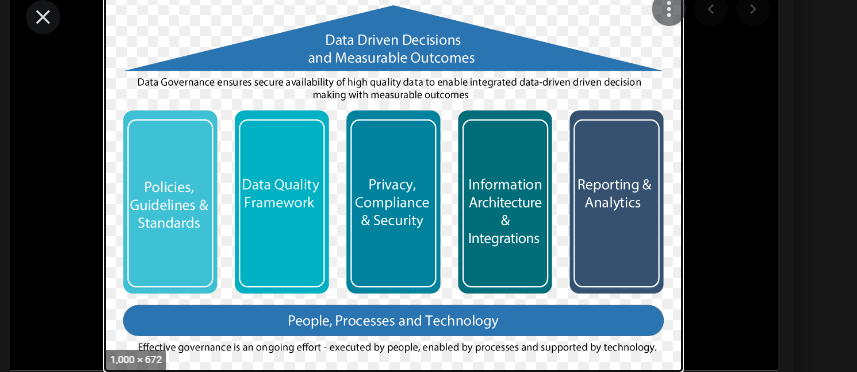 Data Driven Decisions
and Measurable Outcomes
Data Governance ensures secure availability of high quality data to enable integrated data-driven driven decision
making with measurable outcomes
Policies,
Guidelines &
Standards
Data Quality
Framework
Privacy,
Compliance
& Security
Information
Architecture
&
Integrations
Reporting &
Analytics
People, Processes and Technology
Effective governance is an ongoing effort - executed by people, enabled by processes and supported by technology.
1,000 × 672